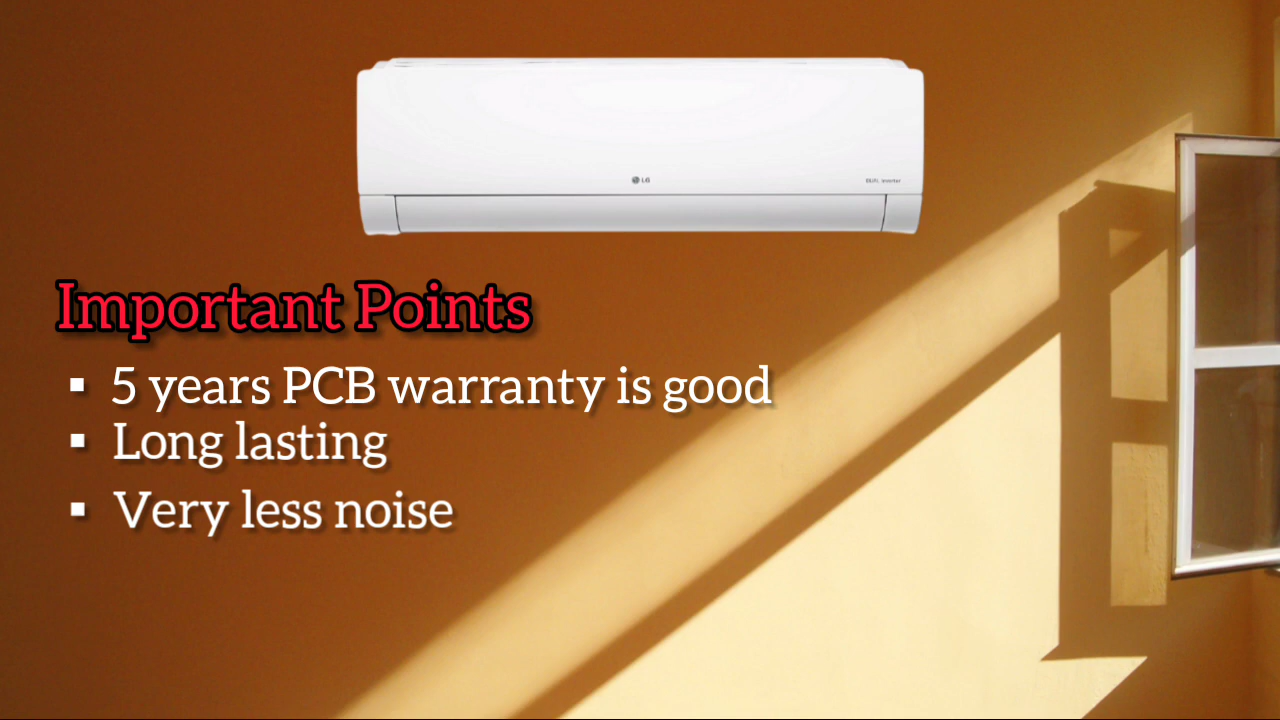 LG
Important Points
▪ 5 years PCB warranty is good
▪ Long lasting
▪ Very less noise